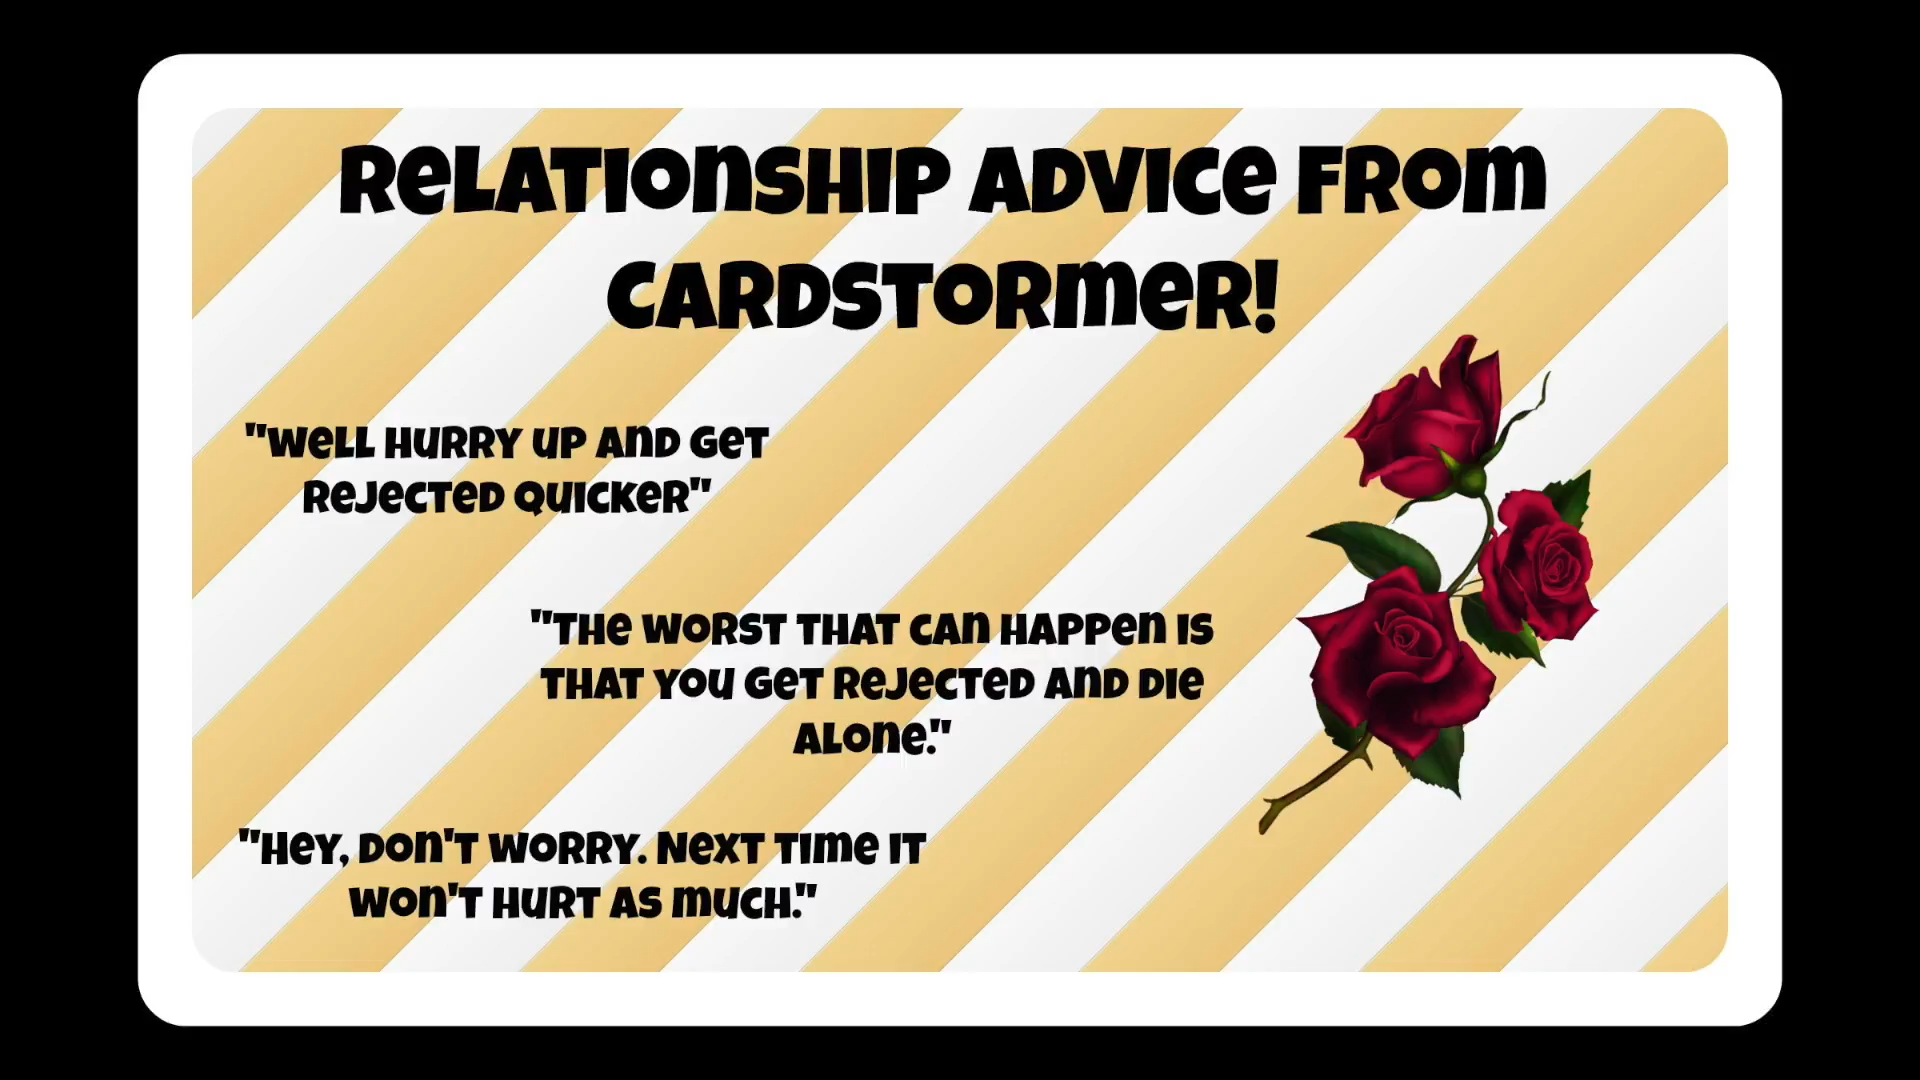 Relationship Advice from
Cardstormer!
"Well hurry up and get
rejected quicker"
"The worst that can happen is
that you get rejected and die
alone."
"Hey, don't worry. Next time it
won't hurt as much."